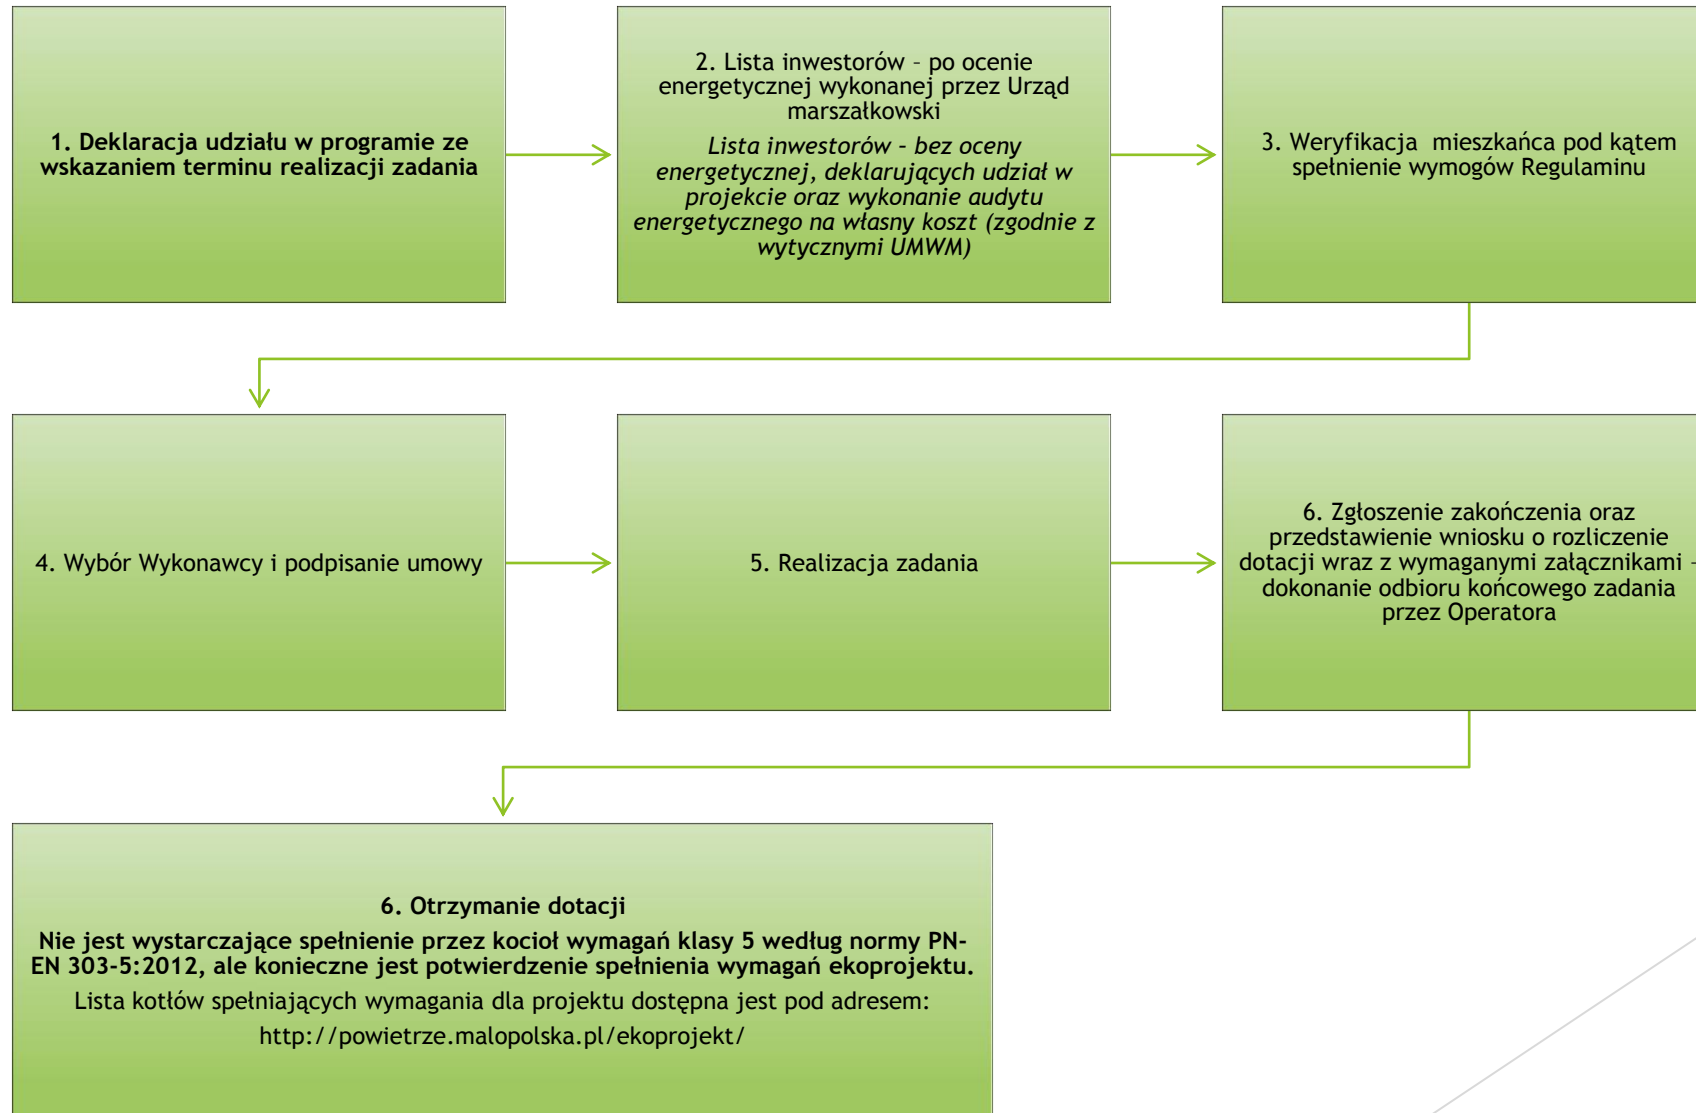 1. Deklaracja udziału w programie ze
wskazaniem terminu realizacji zadania
2. Lista inwestorów – po ocenie
energetycznej wykonanej przez Urząd
marszałkowski
Lista inwestorów – bez oceny
energetycznej, deklarujących udział w
projekcie oraz wykonanie audytu
energetycznego na własny koszt (zgodnie z
wytycznymi UMWM)
3. Weryfikacja  mieszkańca pod kątem
spełnienie wymogów Regulaminu
4. Wybór Wykonawcy i podpisanie umowy
5. Realizacja zadania
6. Zgłoszenie zakończenia oraz
przedstawienie wniosku o rozliczenie
dotacji wraz z wymaganymi załącznikami –
dokonanie odbioru końcowego zadania
przez Operatora
6. Otrzymanie dotacji
Nie jest wystarczające spełnienie przez kocioł wymagań klasy 5 według normy PN-
EN 303-5:2012, ale konieczne jest potwierdzenie spełnienia wymagań ekoprojektu.
Lista kotłów spełniających wymagania dla projektu dostępna jest pod adresem:
http://powietrze.malopolska.pl/ekoprojekt/